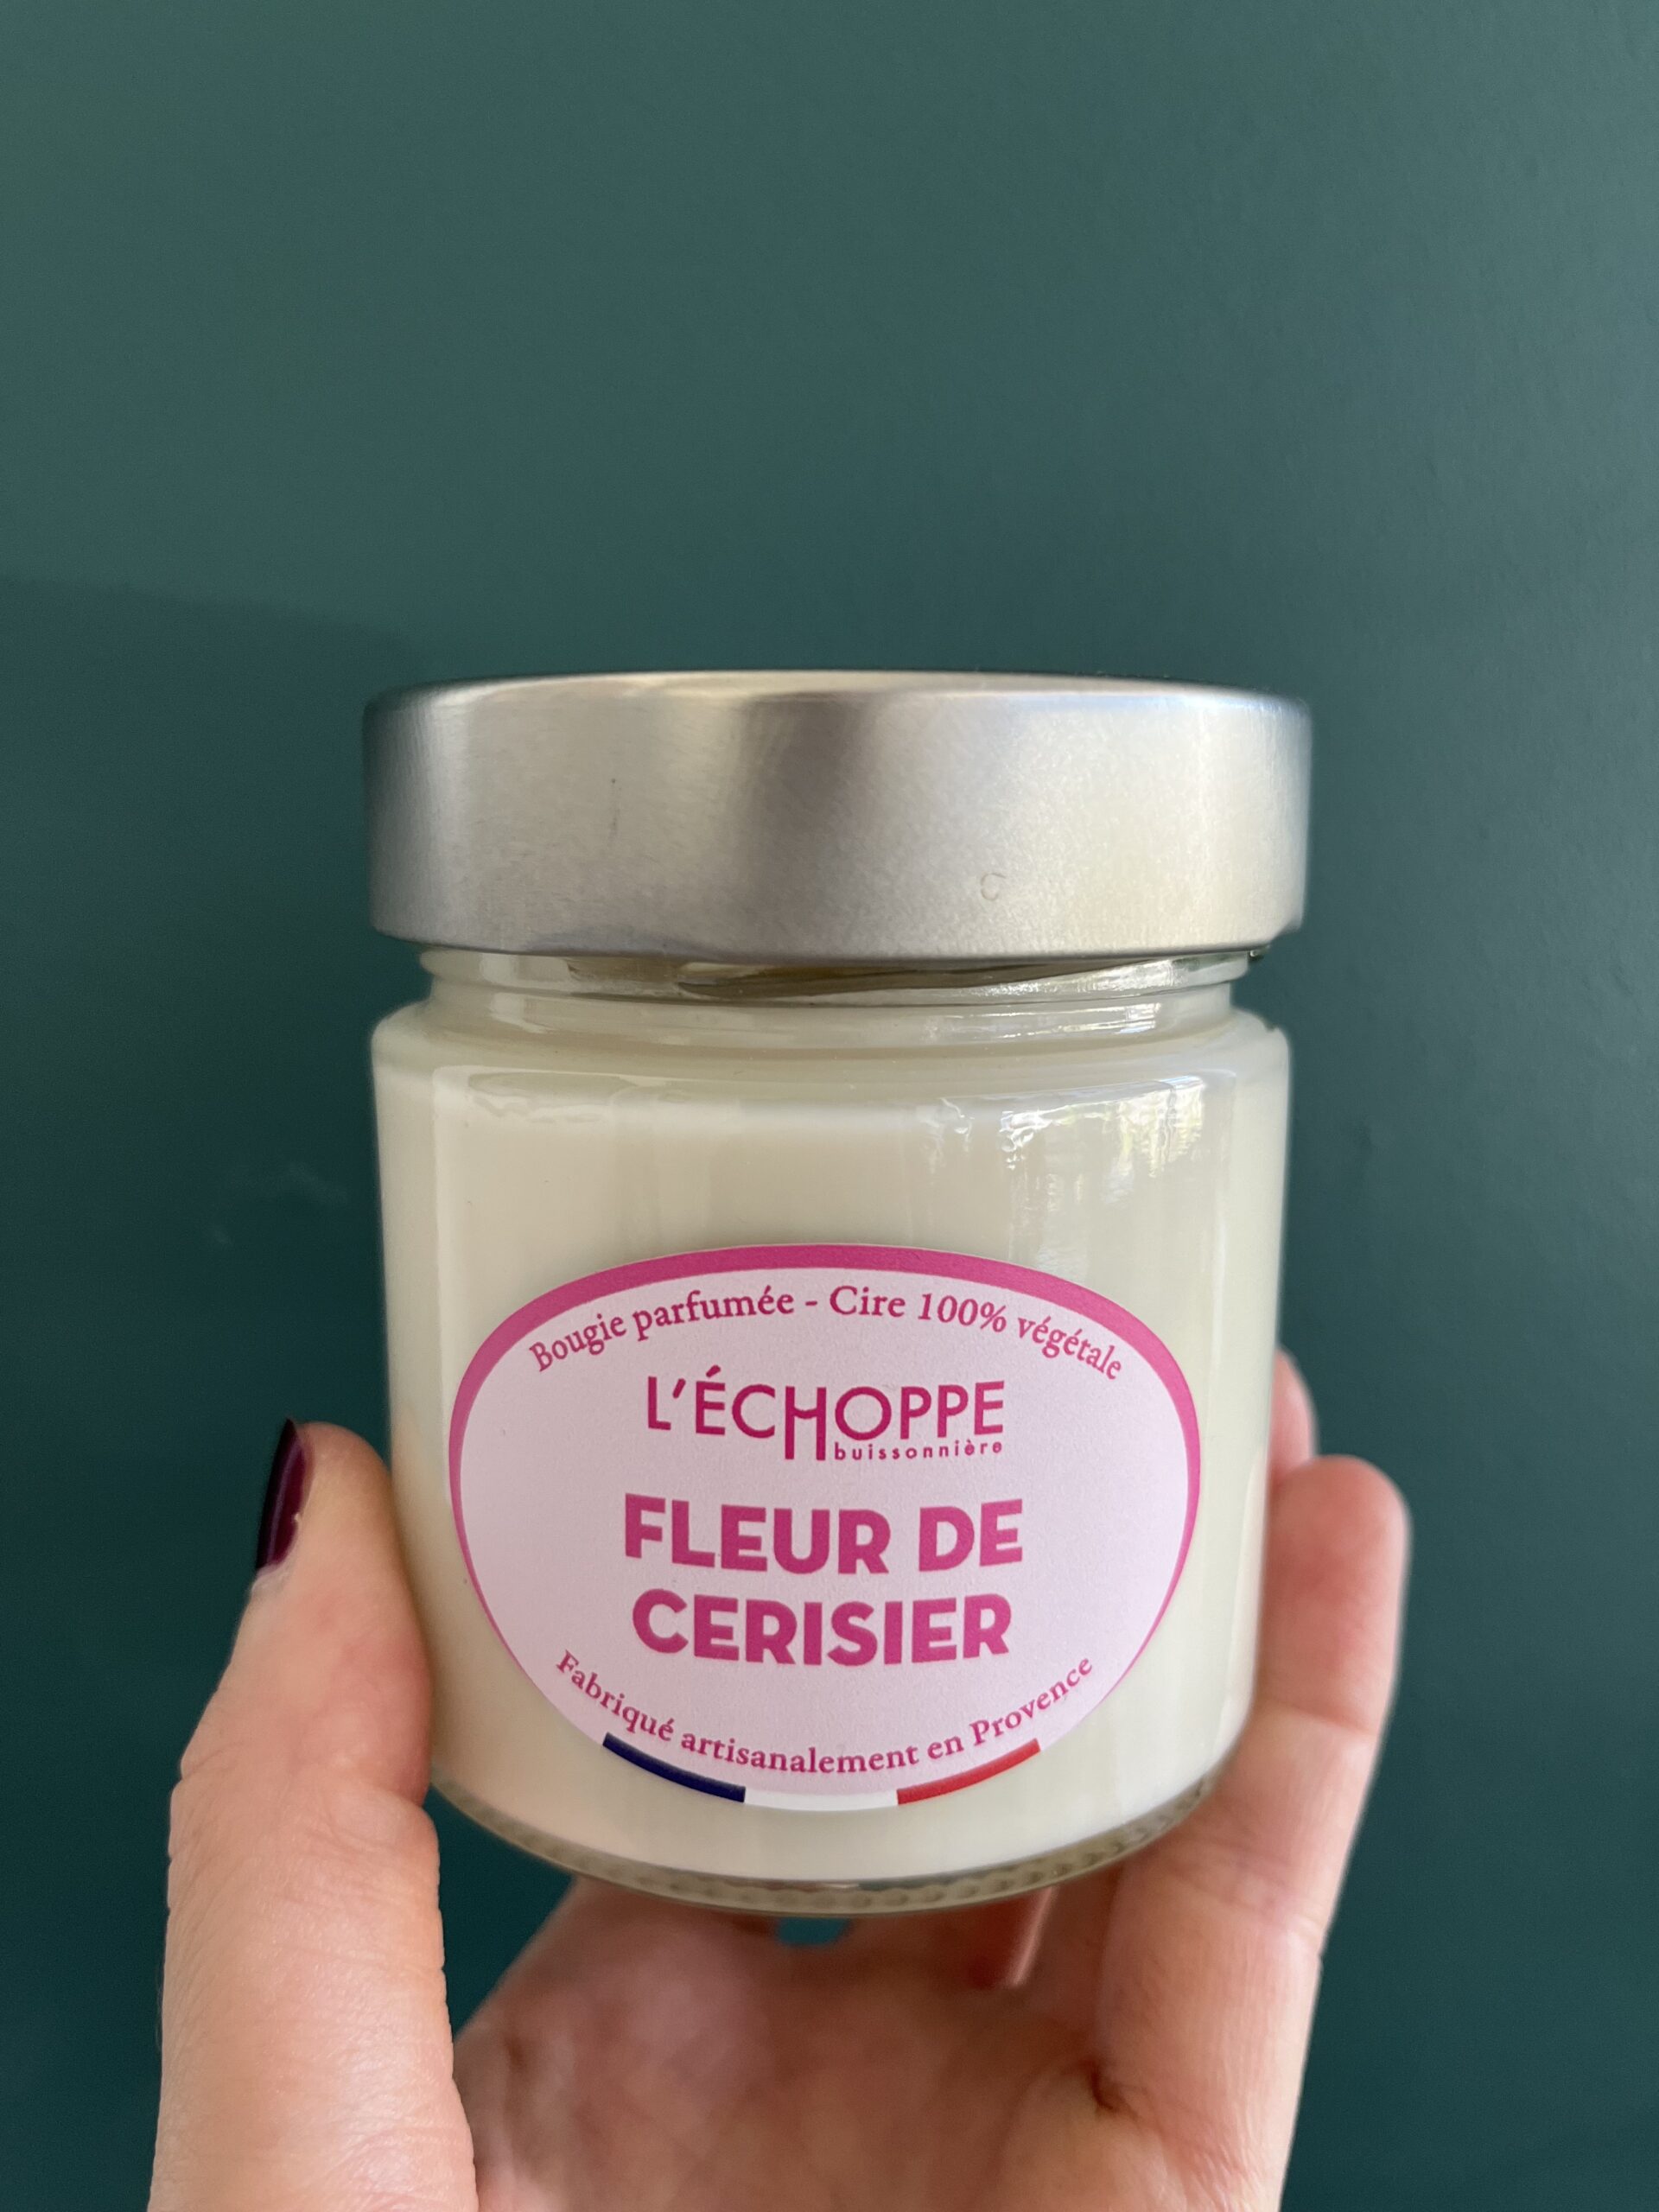 Bougie parfumée - Cire 100% végétale
L'ÉCHOPPE
buissonnière
FLEUR DE
CERISIER
Fabriqué artisanalement en Provence